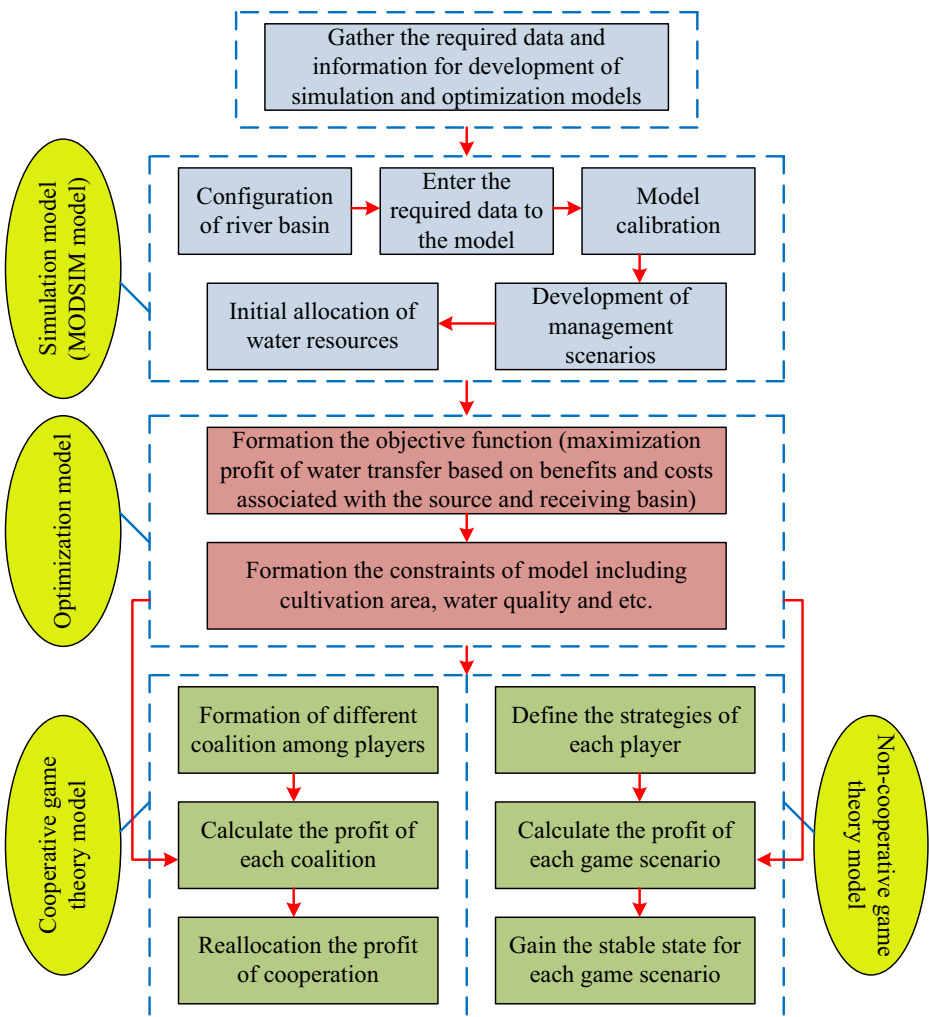 Gather the required data and
information for development of
simulation and optimization models
Simulation model
(MODSIM model)
Configuration
of river basin
Enter the
required data to
the model
Model
calibration
Initial allocation of
water resources
Development of
management
scenarios
Optimization model
Formation the objective function (maximization
profit of water transfer based on benefits and costs
associated with the source and receiving basin)
Formation the constraints of model including
cultivation area, water quality and etc.
Cooperative game
theory model
Formation of different
coalition among players
Calculate the profit of
each coalition
Reallocation the profit
of cooperation
Define the strategies of
each player
Calculate the profit of
each game scenario
Gain the stable state for
each game scenario
Non-cooperative game
theory model